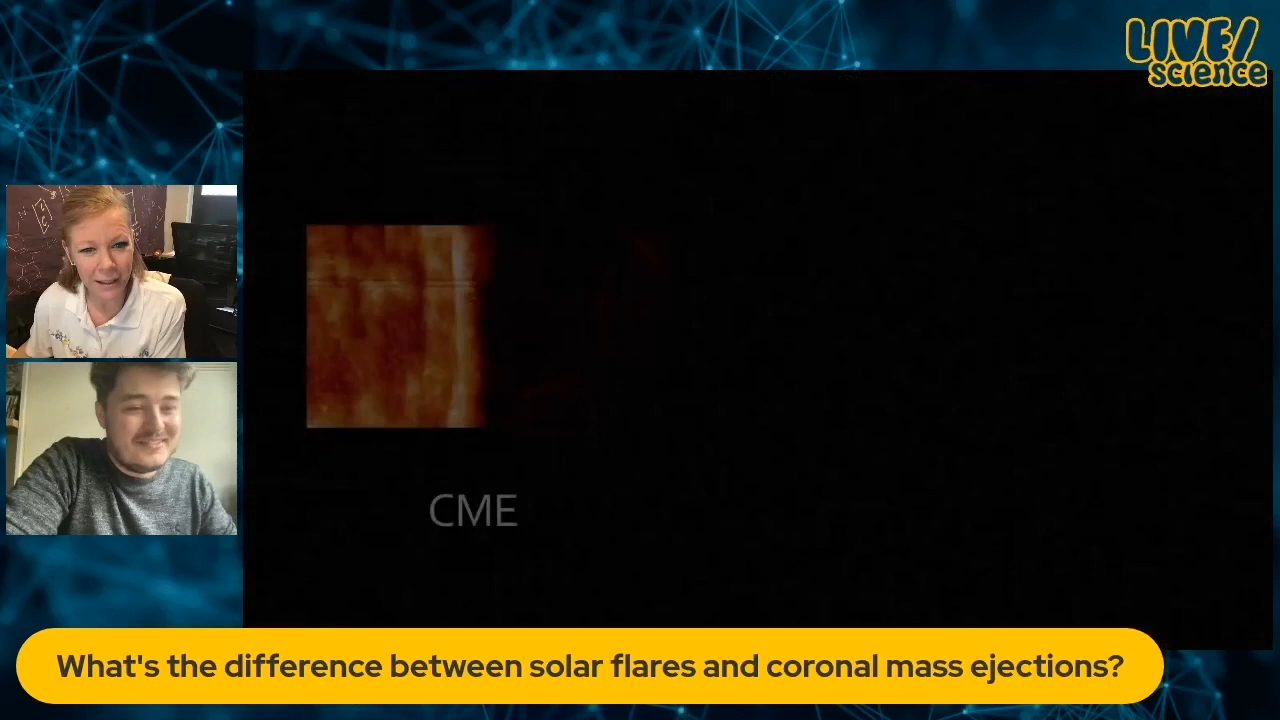 LIVE/
science
CME
What's the difference between solar flares and coronal mass ejections?